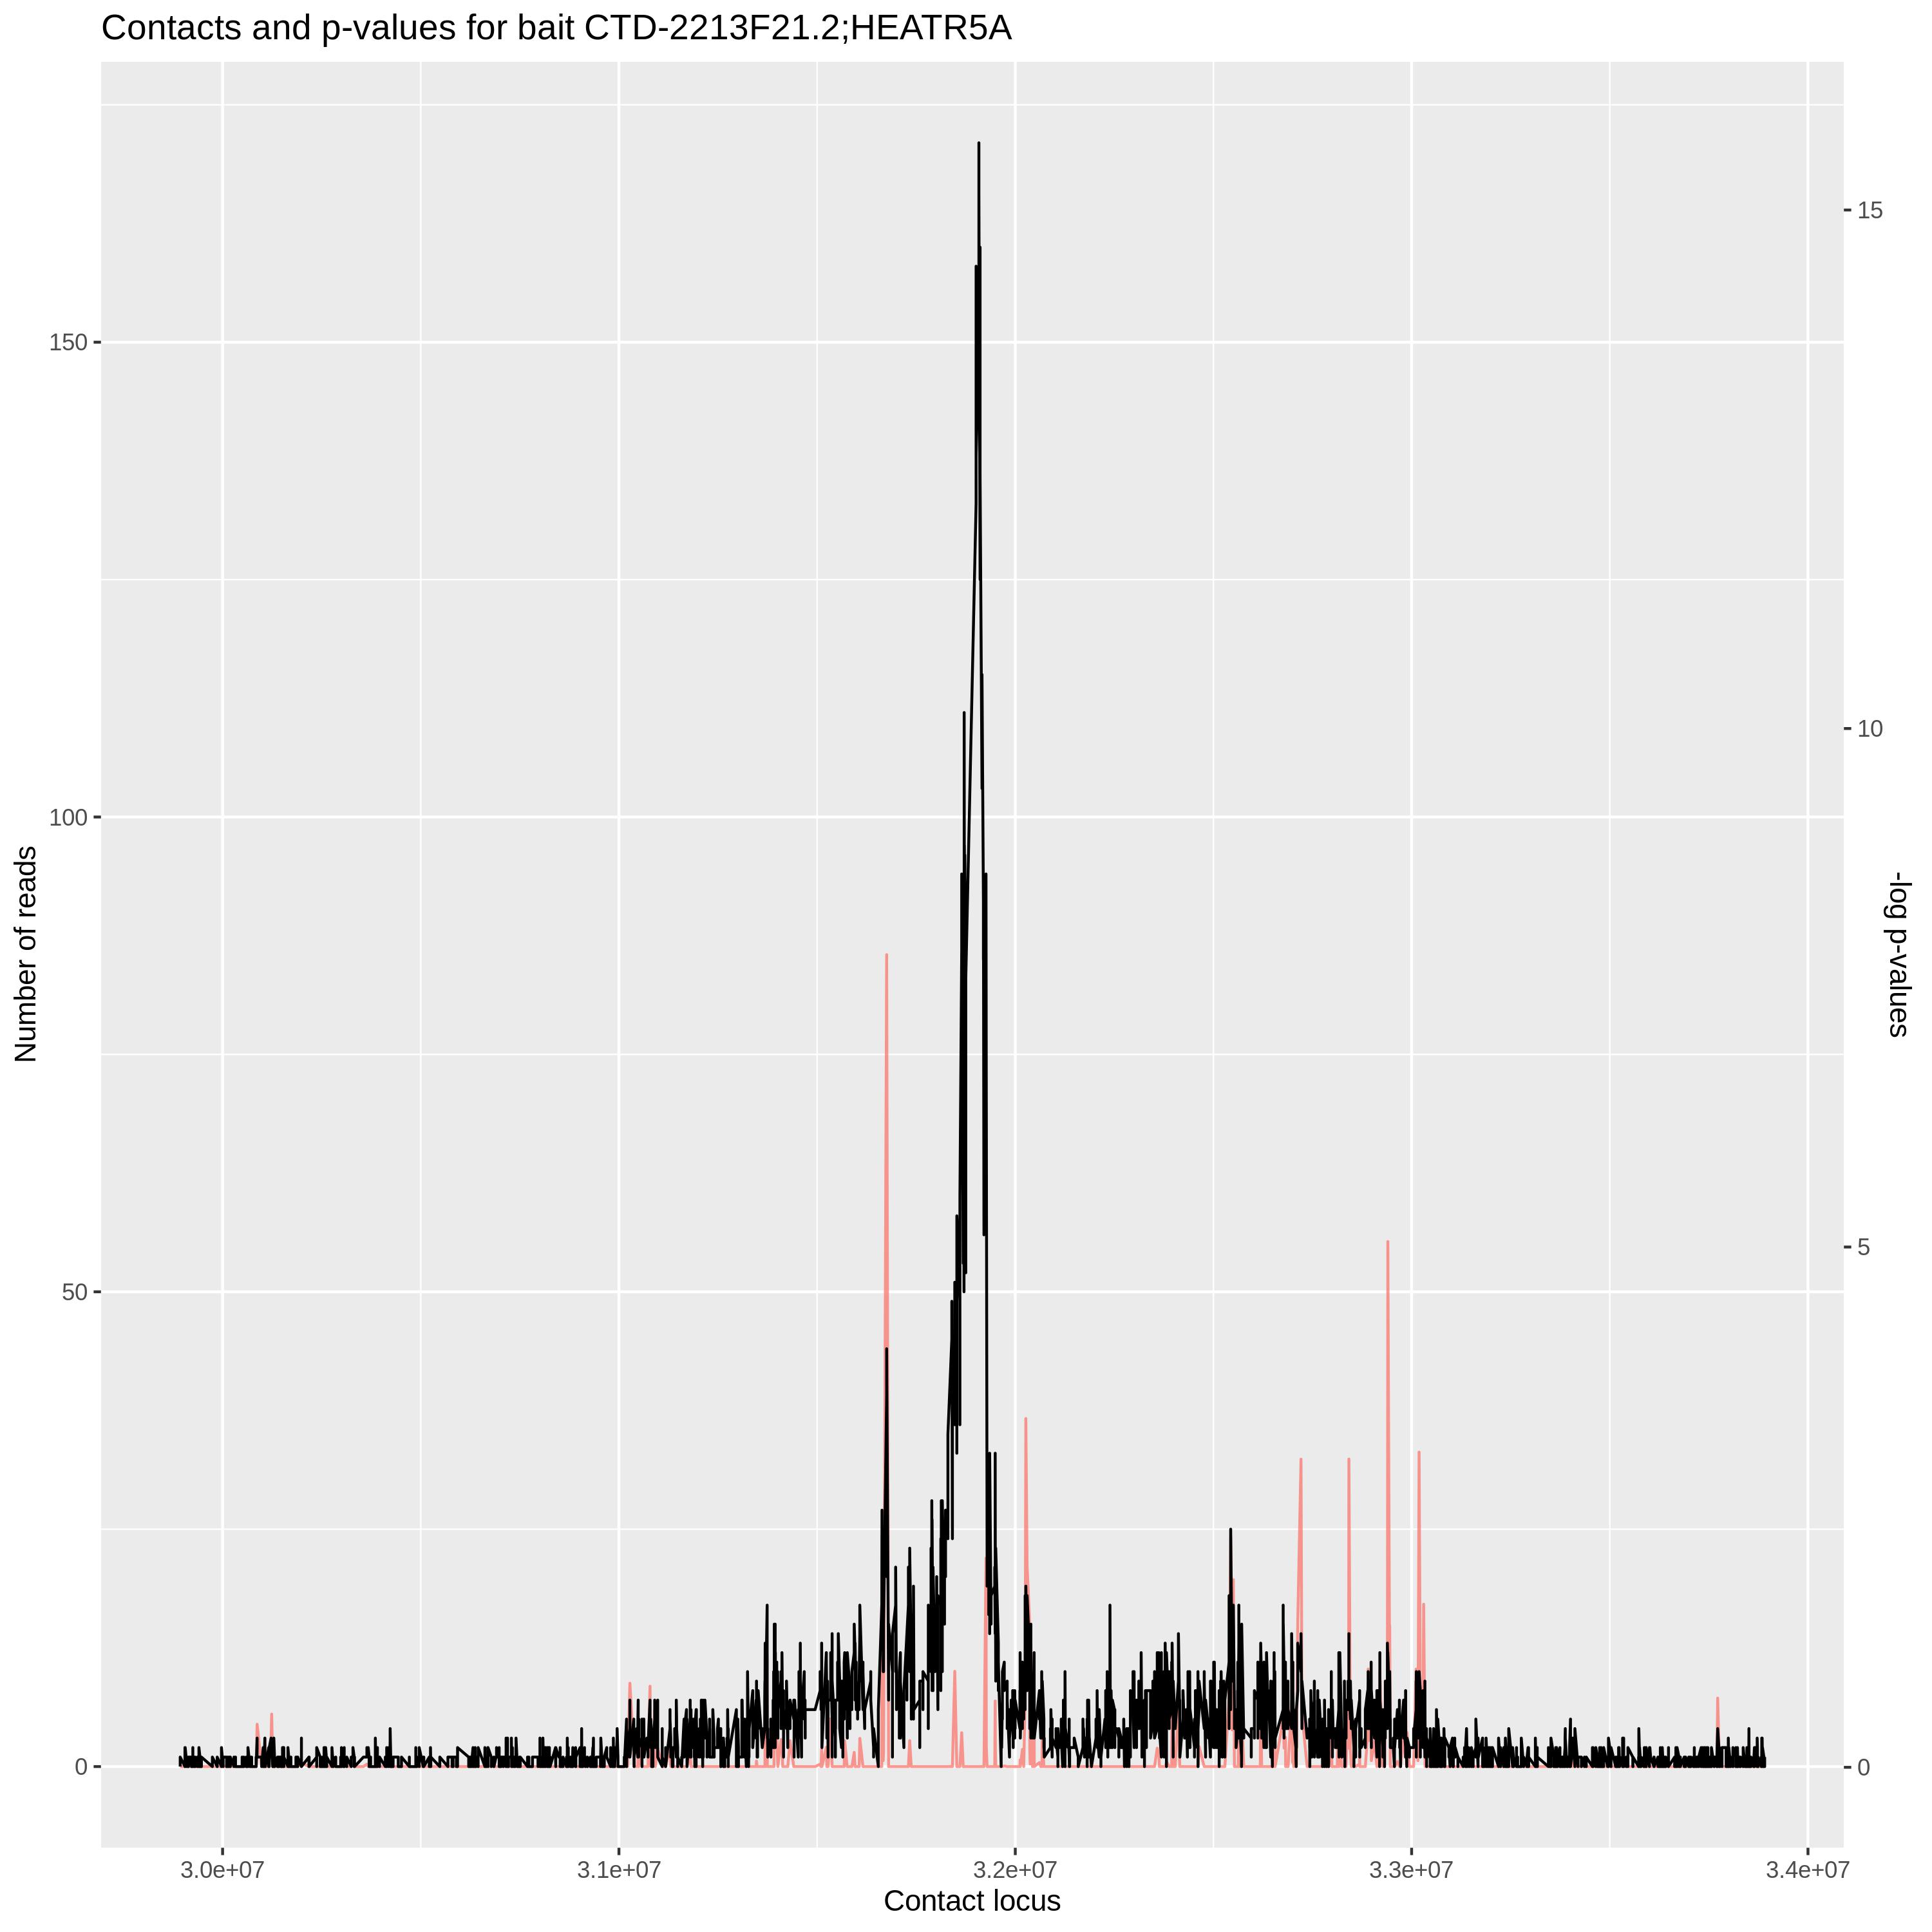 Contacts and p-values for bait CTD-2213F21.2;HEATR5A
Number of reads
150
100
50
0
15
10
5
0
-log p-values
3.0e+07
3.1e+07
3.2e+07
3.3e+07
3.4e+07
Contact locus